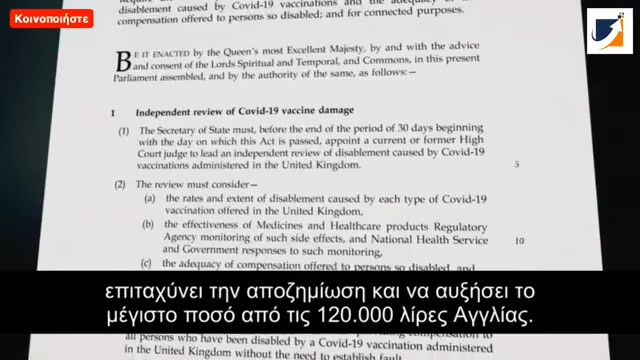 Κοινοποιήστε
disablement caused by Covid-19 vaccinations and the adequacy of
compensation offered to persons so disabled; and for connected purposes.
BE IT ENACTED by the Queen's most Excellent Majesty, by and with the advice
and consent of the Lords Spiritual and Temporal, and Commons, in this present
Parliament assembled, and by the authority of the same, as follows:—
1 Independent review of Covid-19 vaccine damage
(1) The Secretary of State must, before the end of the period of 30 days beginning
with the day on which this Act is passed, appoint a current or former High
Court judge to lead an independent review of disablement caused by Covid-19
vaccinations administered in the United Kingdom. 5
(2) The review must consider—
(a) the rates and extent of disablement caused by each type of Covid-19
vaccination offered in the United Kingdom,
(b) the effectiveness of Medicines and Healthcare products Regulatory
Agency monitoring of such side effects, and National Health Service 10
and Government responses to such monitoring,
(c) the adequacy of compensation offered to persons so disabled, and
επιταχύνει την αποζημίωση και να αυξήσει το
μέγιστο ποσό από τις 120.000 λίρες Αγγλίας.
all persons who have been disabled by a Covid-19 vaccination administered
in the United Kingdom without the need to establish fault.